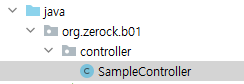 java
org.zerock.b01
controller
C SampleController